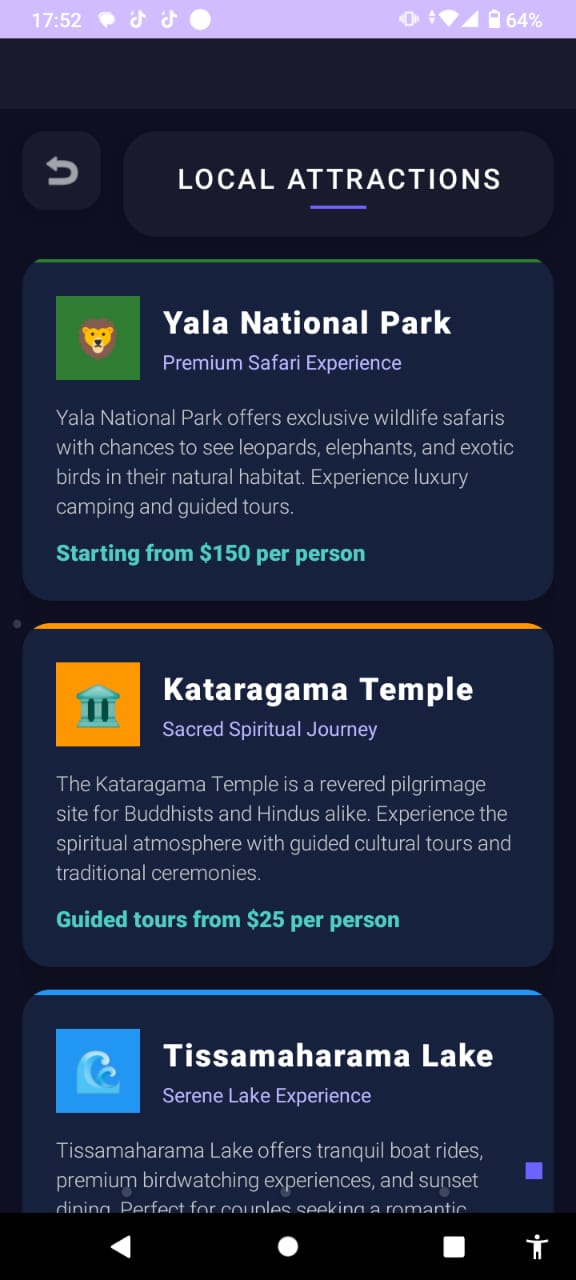 17:52
64%
LOCAL ATTRACTIONS
Yala National Park
Premium Safari Experience
Yala National Park offers exclusive wildlife safaris
with chances to see leopards, elephants, and exotic
birds in their natural habitat. Experience luxury
camping and guided tours.
Starting from $150 per person
Kataragama Temple
Sacred Spiritual Journey
The Kataragama Temple is a revered pilgrimage
site for Buddhists and Hindus alike. Experience the
spiritual atmosphere with guided cultural tours and
traditional ceremonies.
Guided tours from $25 per person
Tissamaharama Lake
Serene Lake Experience
Tissamaharama Lake offers tranquil boat rides,
premium birdwatching experiences, and sunset
dining. Perfect for couples seeking a romantic